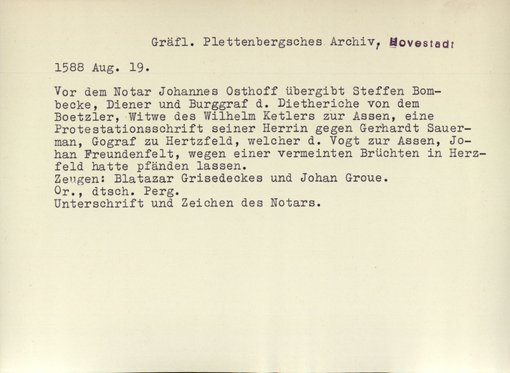 Gräfl. Plettenbergsches Archiv, Hovestadt
1588 Aug. 19.
Vor dem Notar Johannes Osthoff übergibt Steffen Bom-
becke, Diener und Burggraf d. Dietheriche von dem
Boetzler, Witwe des Wilhelm Ketlers zur Assen, eine
Protestationsschrift seiner Herrin gegen Gerhardt Sauer-
man, Gograf zu Hertzfeld, welcher d. Vogt zur Assen, Jo-
han Freundenfelt, wegen einer vermeinten Brüchten in Herz-
feld hatte pfänden lassen.
Zeugen: Blatazar Grisedeckes und Johan Groue.
Or., dtsch. Perg.
Unterschrift und Zeichen des Notars.